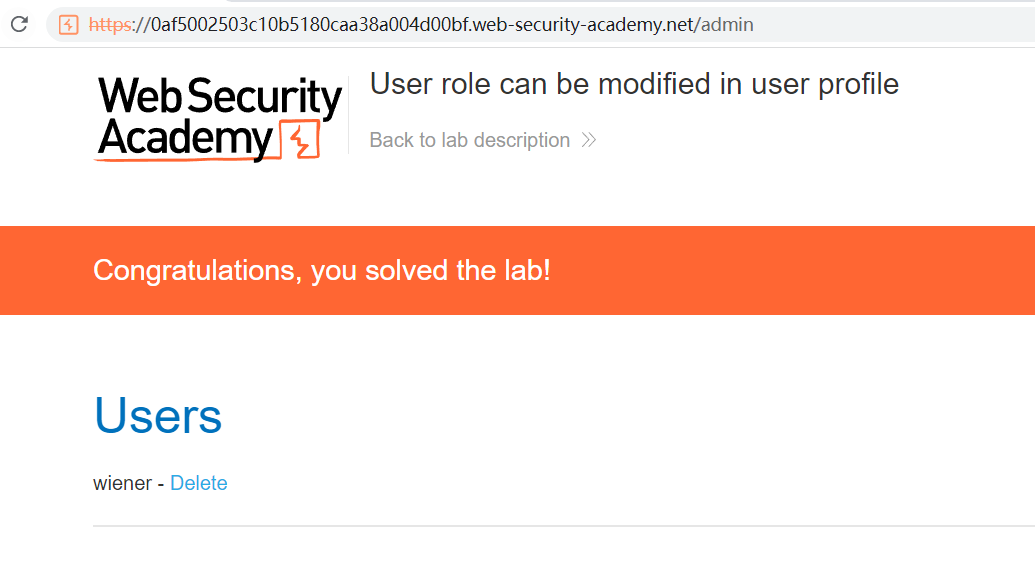 https://0af5002503c10b5180caa38a004d00bf.web-security-academy.net/admin
Web Security
Academy
User role can be modified in user profile
Back to lab description
Congratulations, you solved the lab!
Users
wiener - Delete